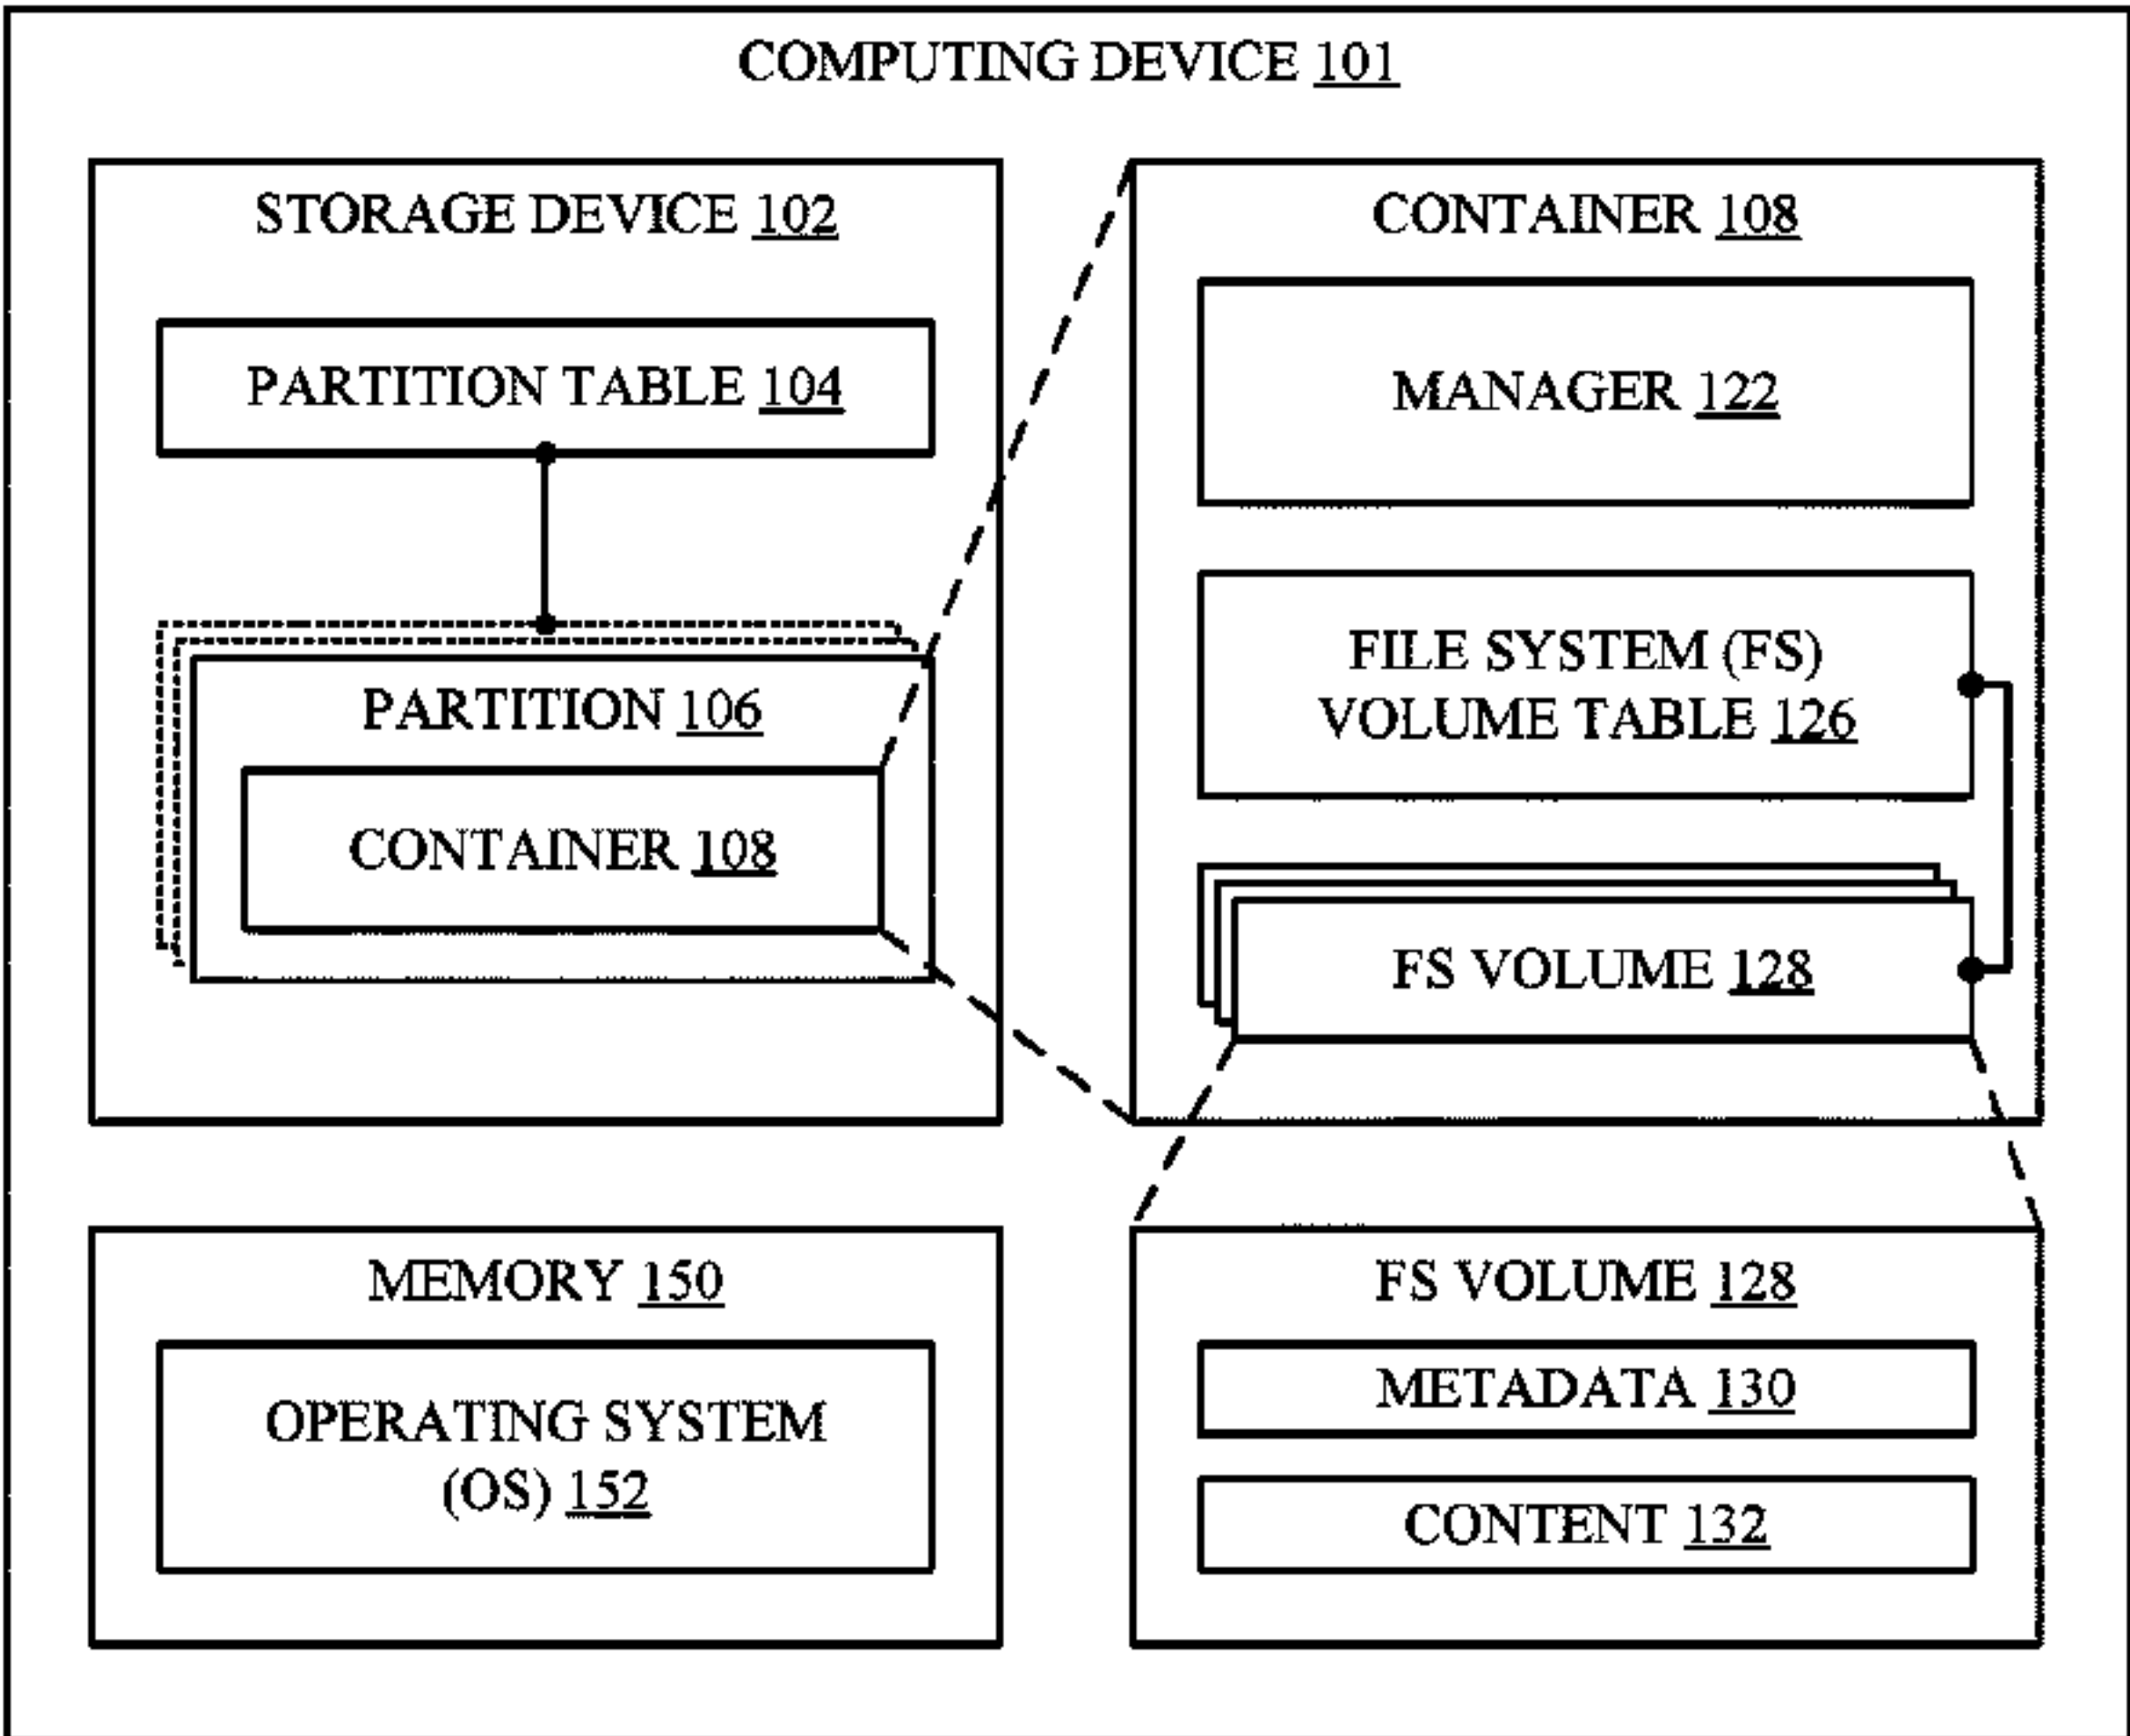 COMPUTING DEVICE 101
STORAGE DEVICE 102
PARTITION TABLE 104
PARTITION 106
CONTAINER 108
CONTAINER 108
MANAGER 122
FILE SYSTEM (FS)
VOLUME TABLE 126
FS VOLUME 128
MEMORY 150
OPERATING SYSTEM
(OS) 152
FS VOLUME 128
METADATA 130
CONTENT 132